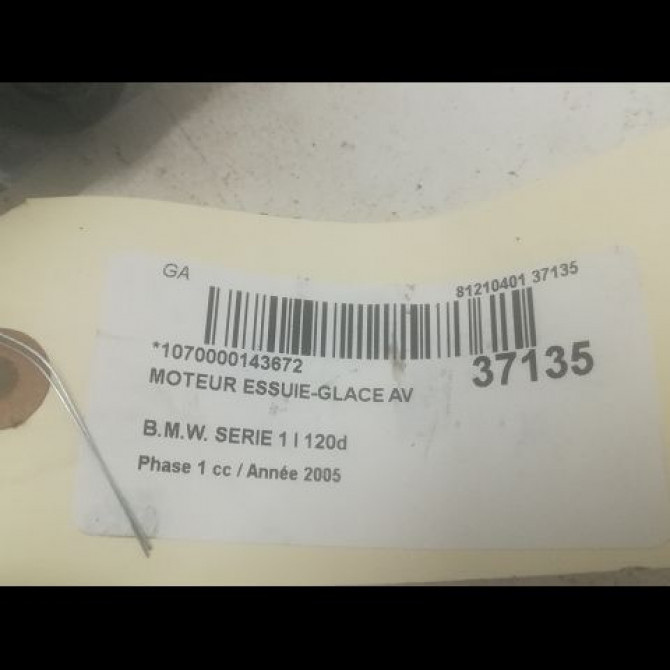 GA
81210401 37135
*1070000143672
37135
MOTEUR ESSUIE-GLACE AV
B.M.W. SERIE 1 I 120d
Phase 1 cc / Année 2005